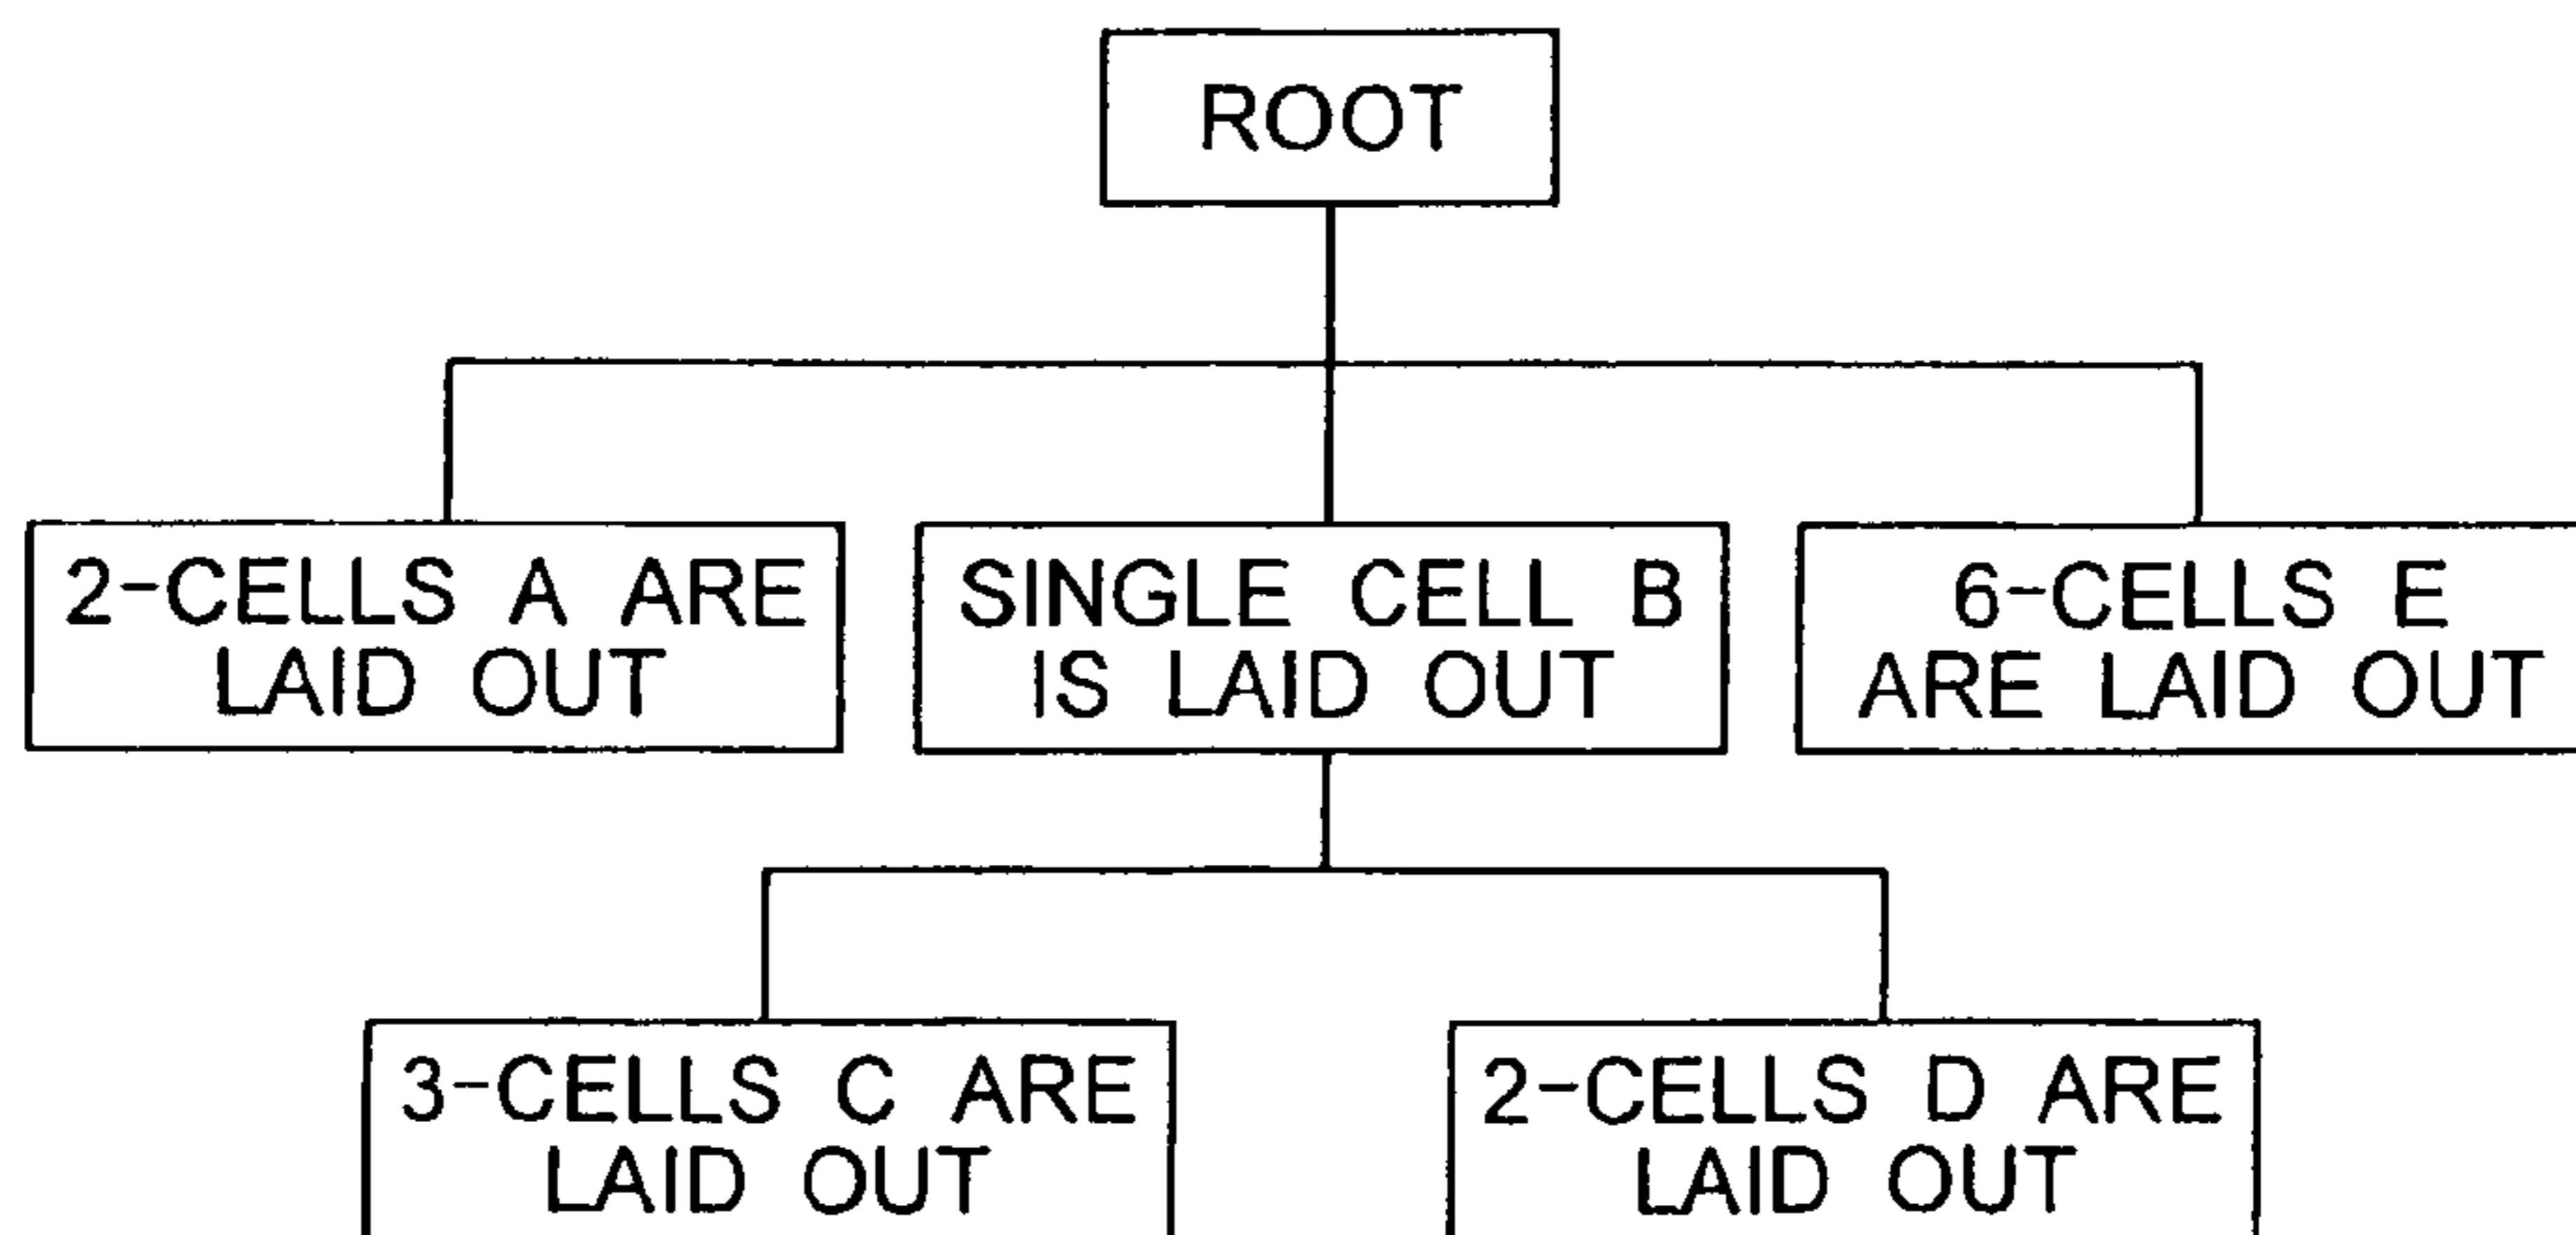 ROOT
2-CELLS A ARE
LAID OUT
SINGLE CELL B
IS LAID OUT
6-CELLS E
ARE LAID OUT
3-CELLS C ARE
LAID OUT
2-CELLS D ARE
LAID OUT